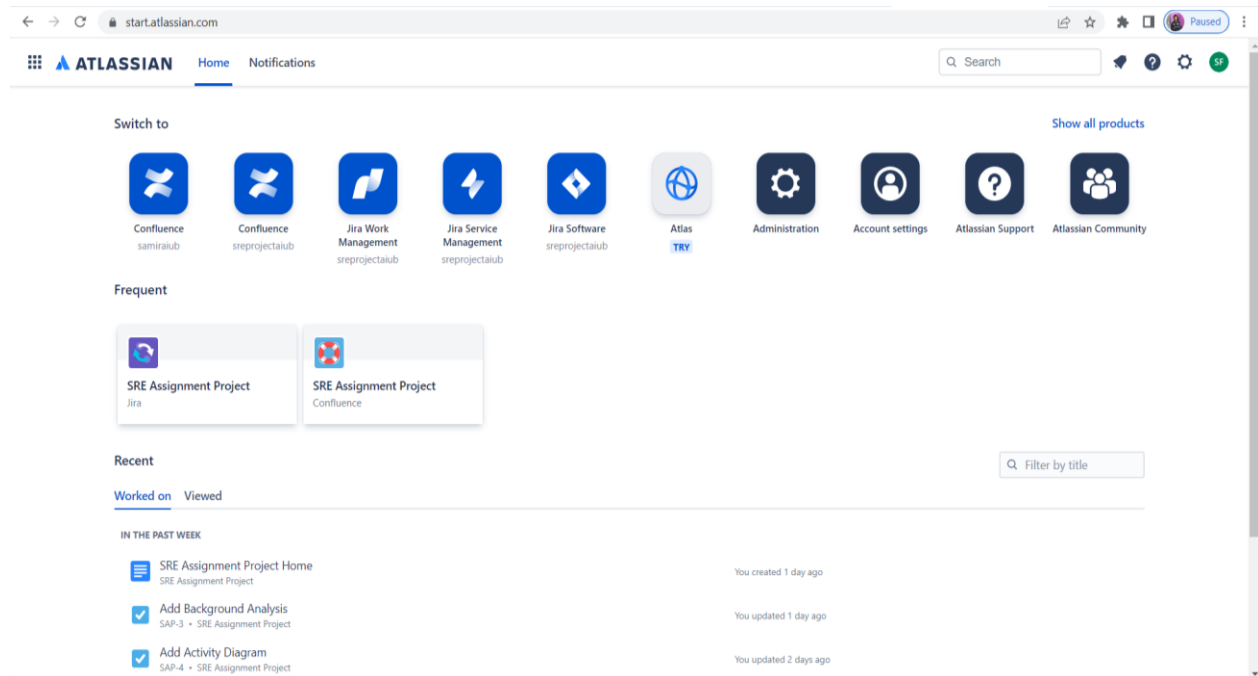 start.atlassian.com
Paused
ATLASSIAN Home Notifications Search SF
Switch to Show all products
Confluence Confluence Jira Work Management Jira Service Management Jira Software Atlas Administration Account settings Atlassian Support Atlassian Community
samiraiub sreprojectaiub sreprojectaiub sreprojectaiub sreprojectaiub TRY
Frequent
SRE Assignment Project SRE Assignment Project
Jira Confluence
Recent Filter by title
Worked on Viewed
IN THE PAST WEEK
SRE Assignment Project Home
SRE Assignment Project
You created 1 day ago
Add Background Analysis
SAP-3 • SRE Assignment Project
You updated 1 day ago
Add Activity Diagram
SAP-4 • SRE Assignment Project
You updated 2 days ago